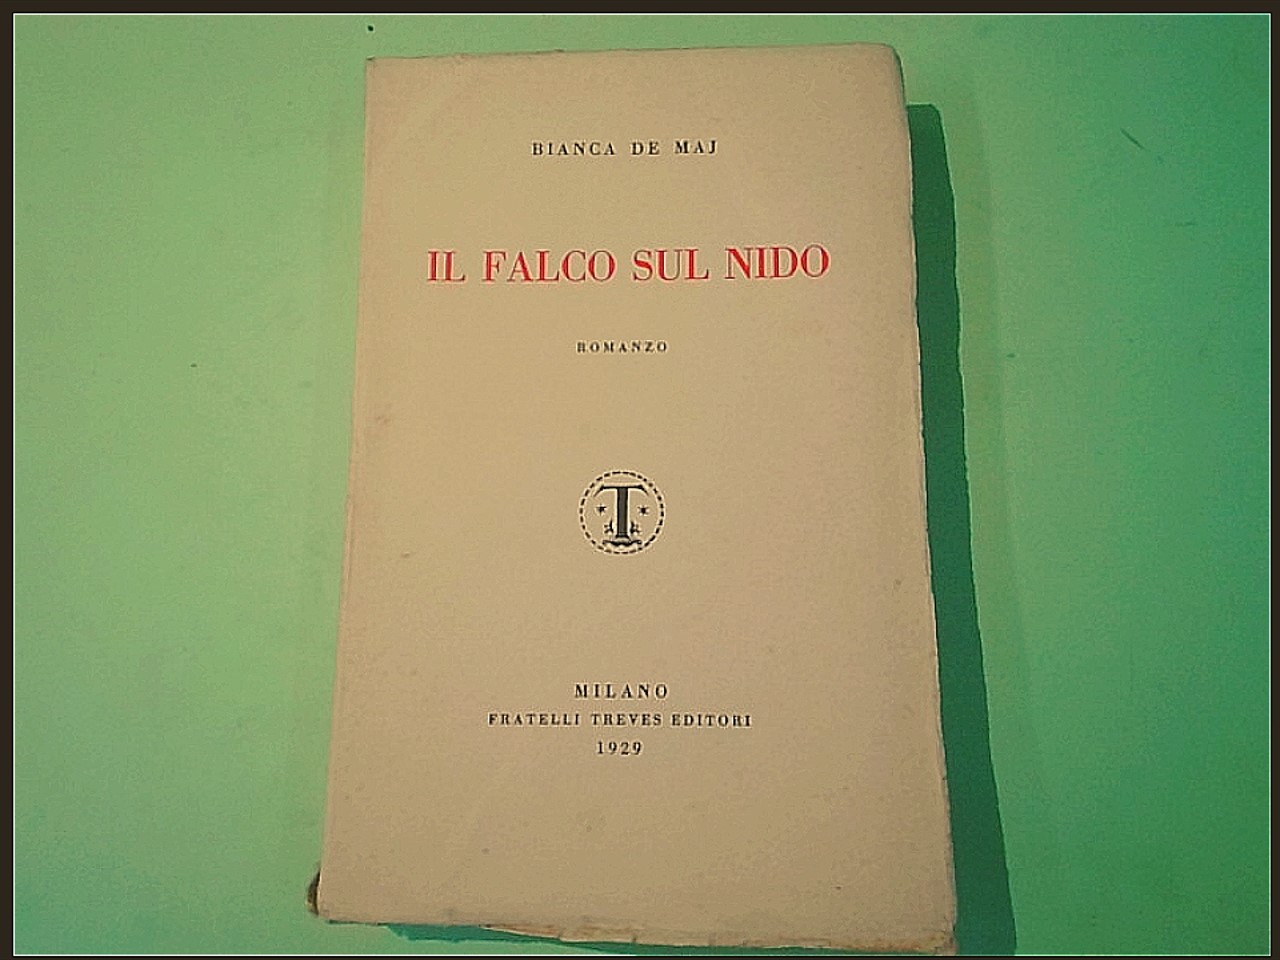 BIANCA DE MAJ
IL FALCO SUL NIDO
ROMANZO
T
MILANO
FRATELLI TREVES EDITORI
1929